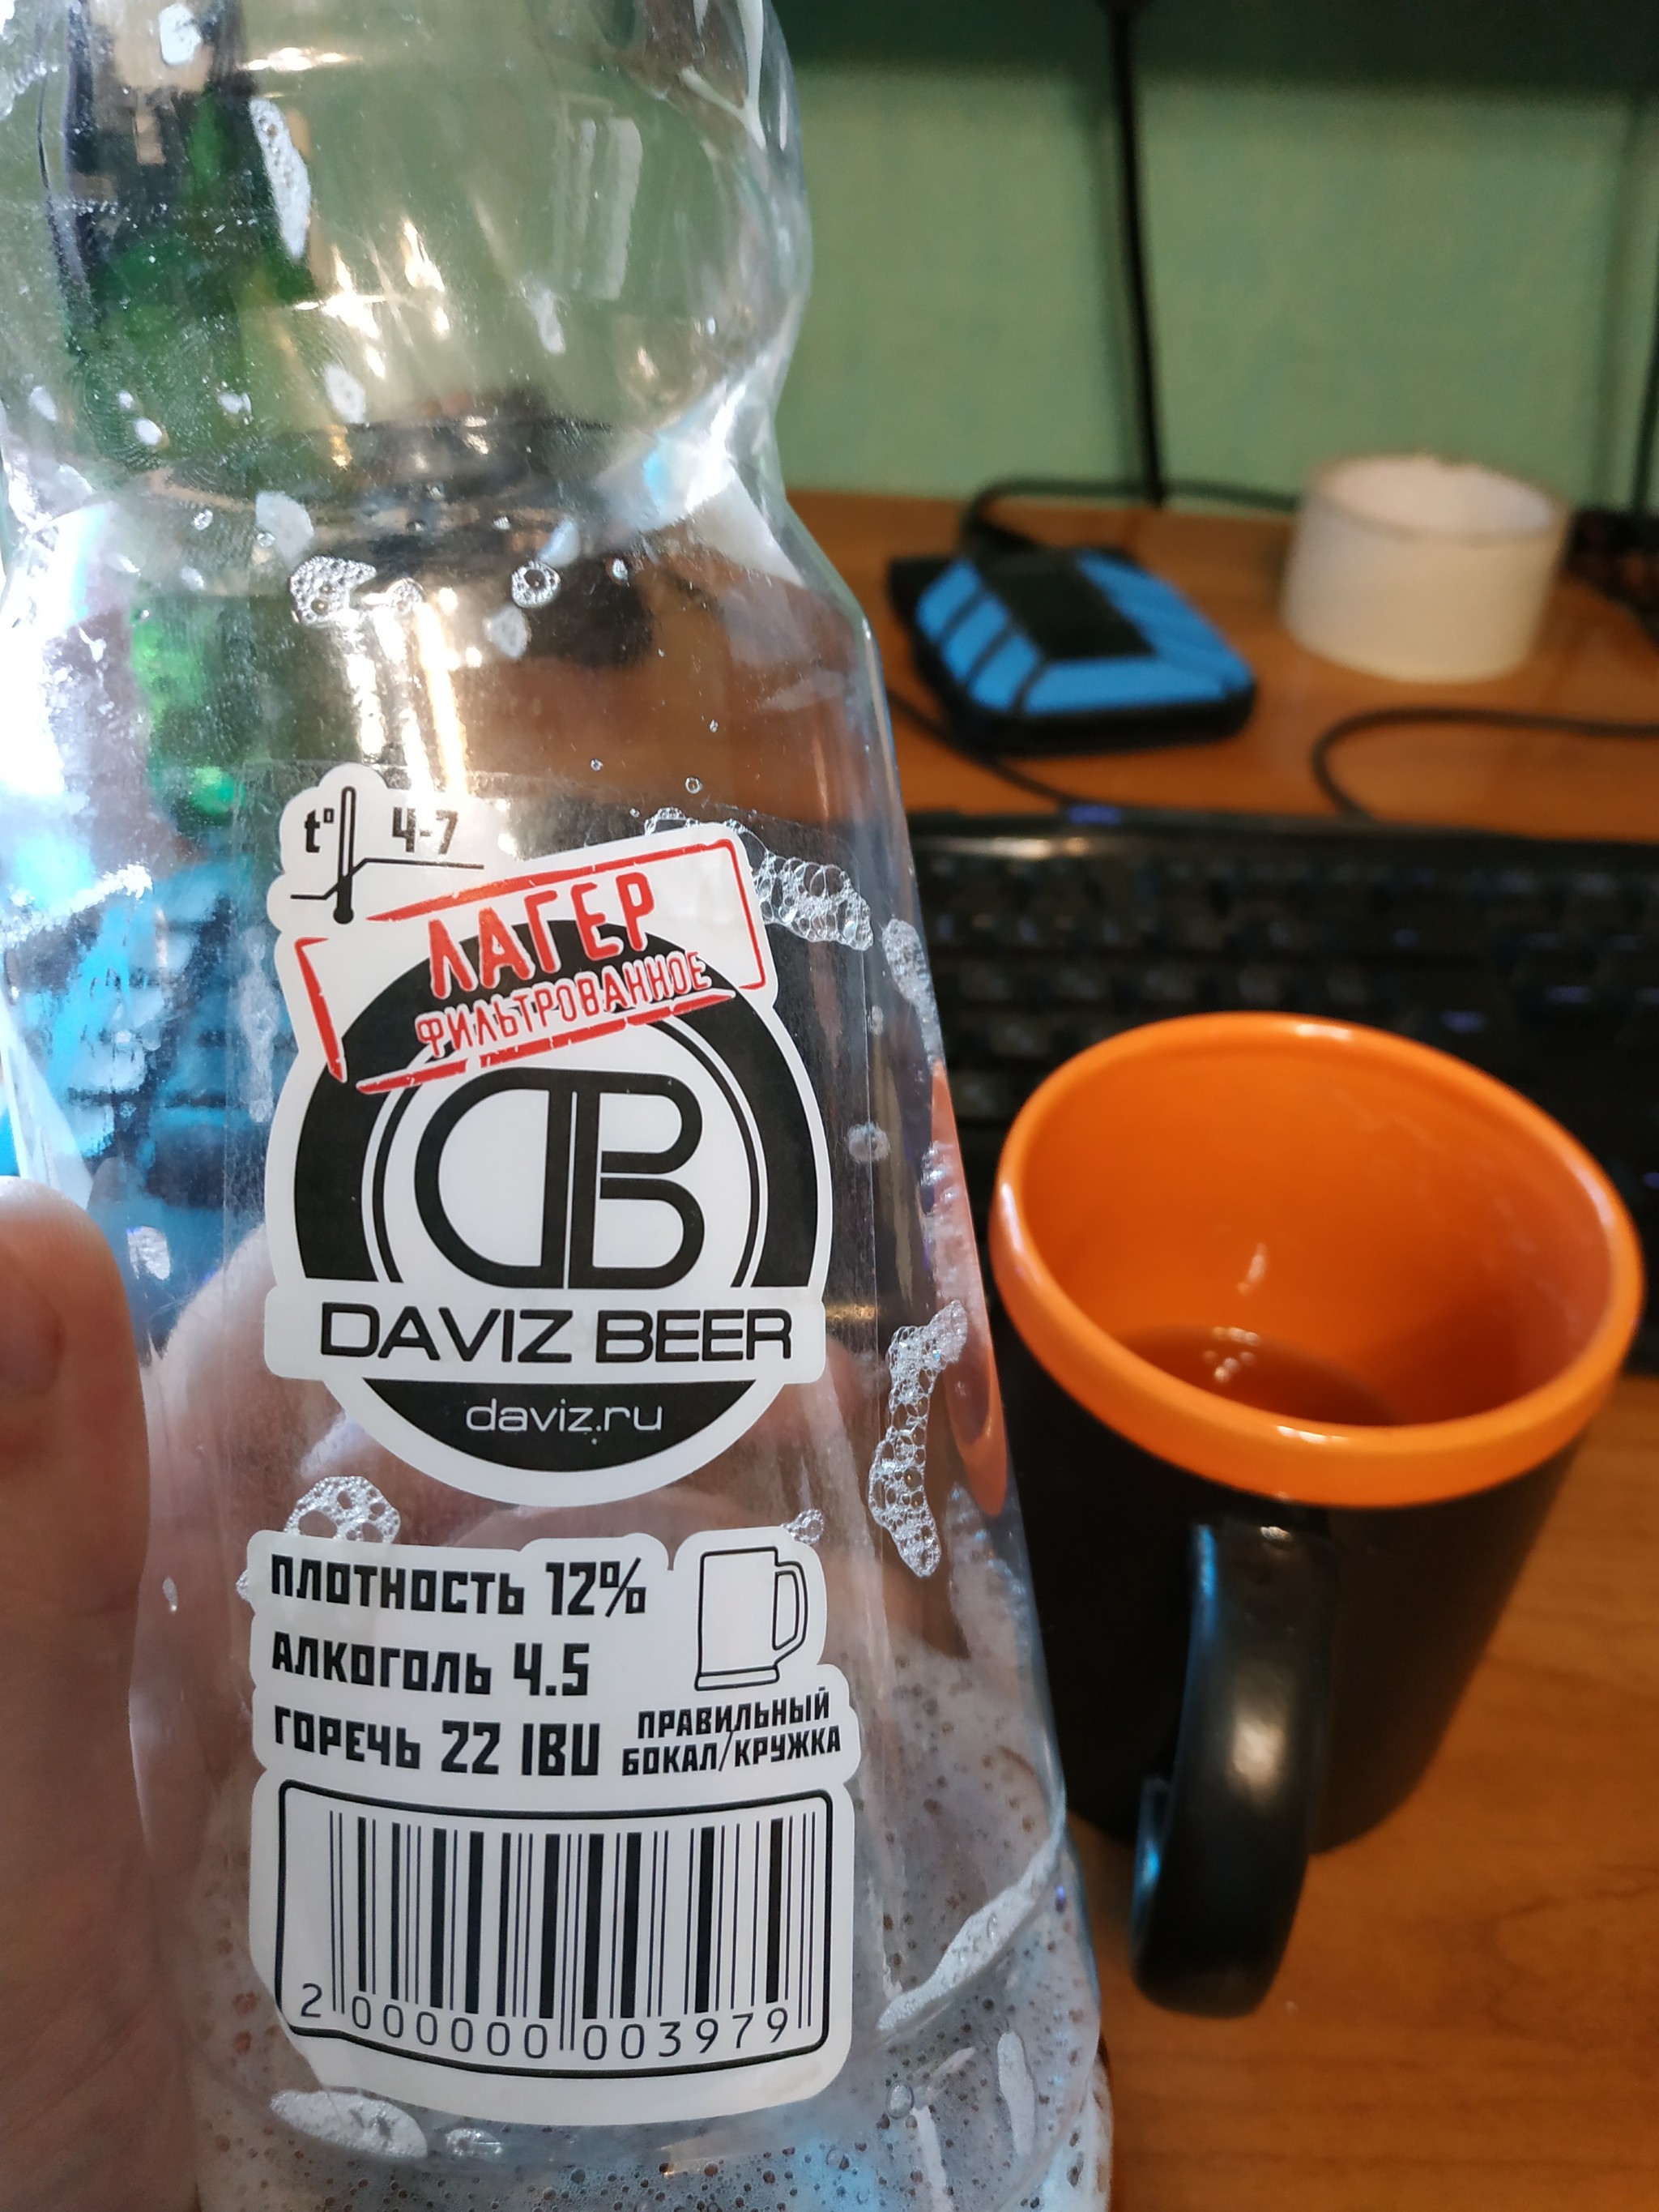 t° 4-7
ЛАГЕР
ФИЛЬТРОВАННОЕ
DB
DAVIZ BEER
daviz.ru
ПЛОТНОСТЬ 12%
АЛКОГОЛЬ 4.5
ГОРЕЧЬ 22 IBU
ПРАВИЛЬНЫЙ
БОКАЛ/КРУЖКА
2 000000 003979